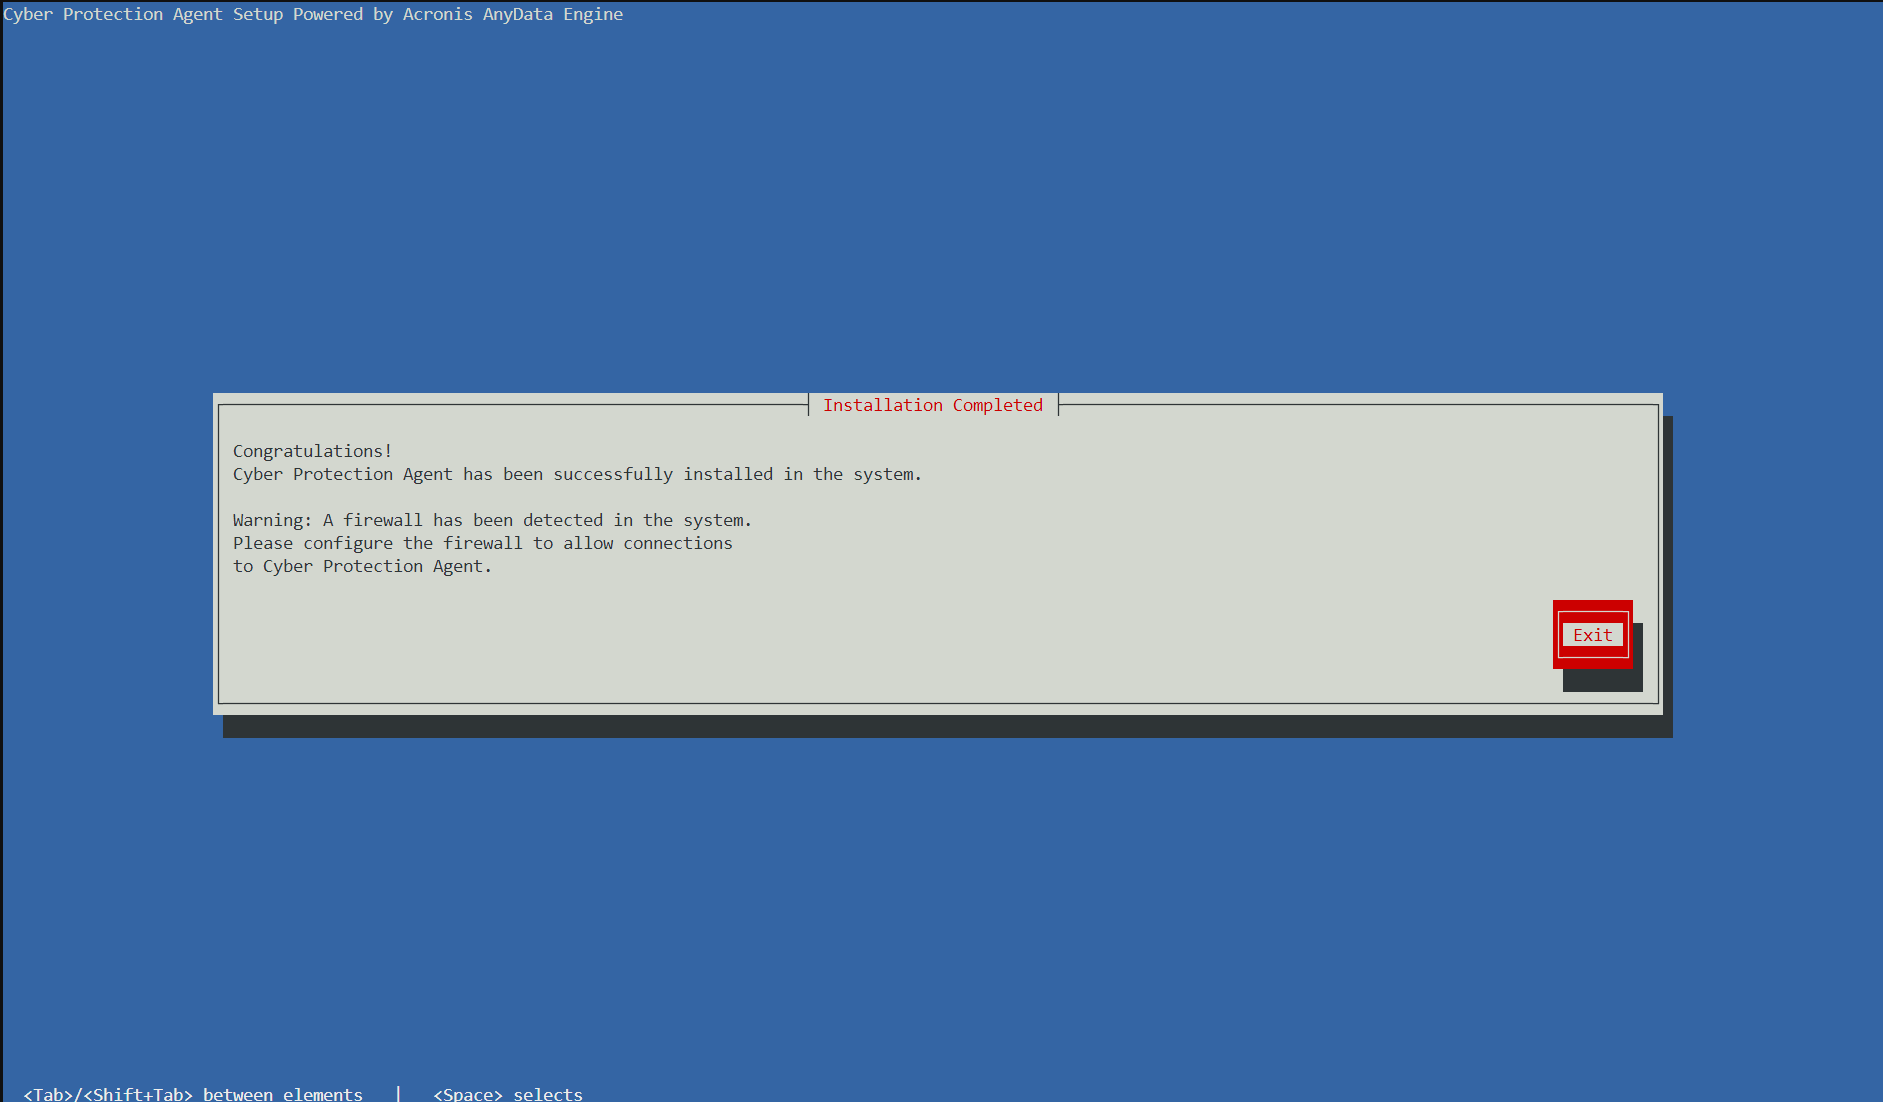 Cyber Protection Agent Setup Powered by Acronis AnyData Engine
Installation Completed
Congratulations!
Cyber Protection Agent has been successfully installed in the system.
Warning: A firewall has been detected in the system.
Please configure the firewall to allow connections
to Cyber Protection Agent.
Exit
<Tab>/<Shift+Tab> between elements | <Space> selects